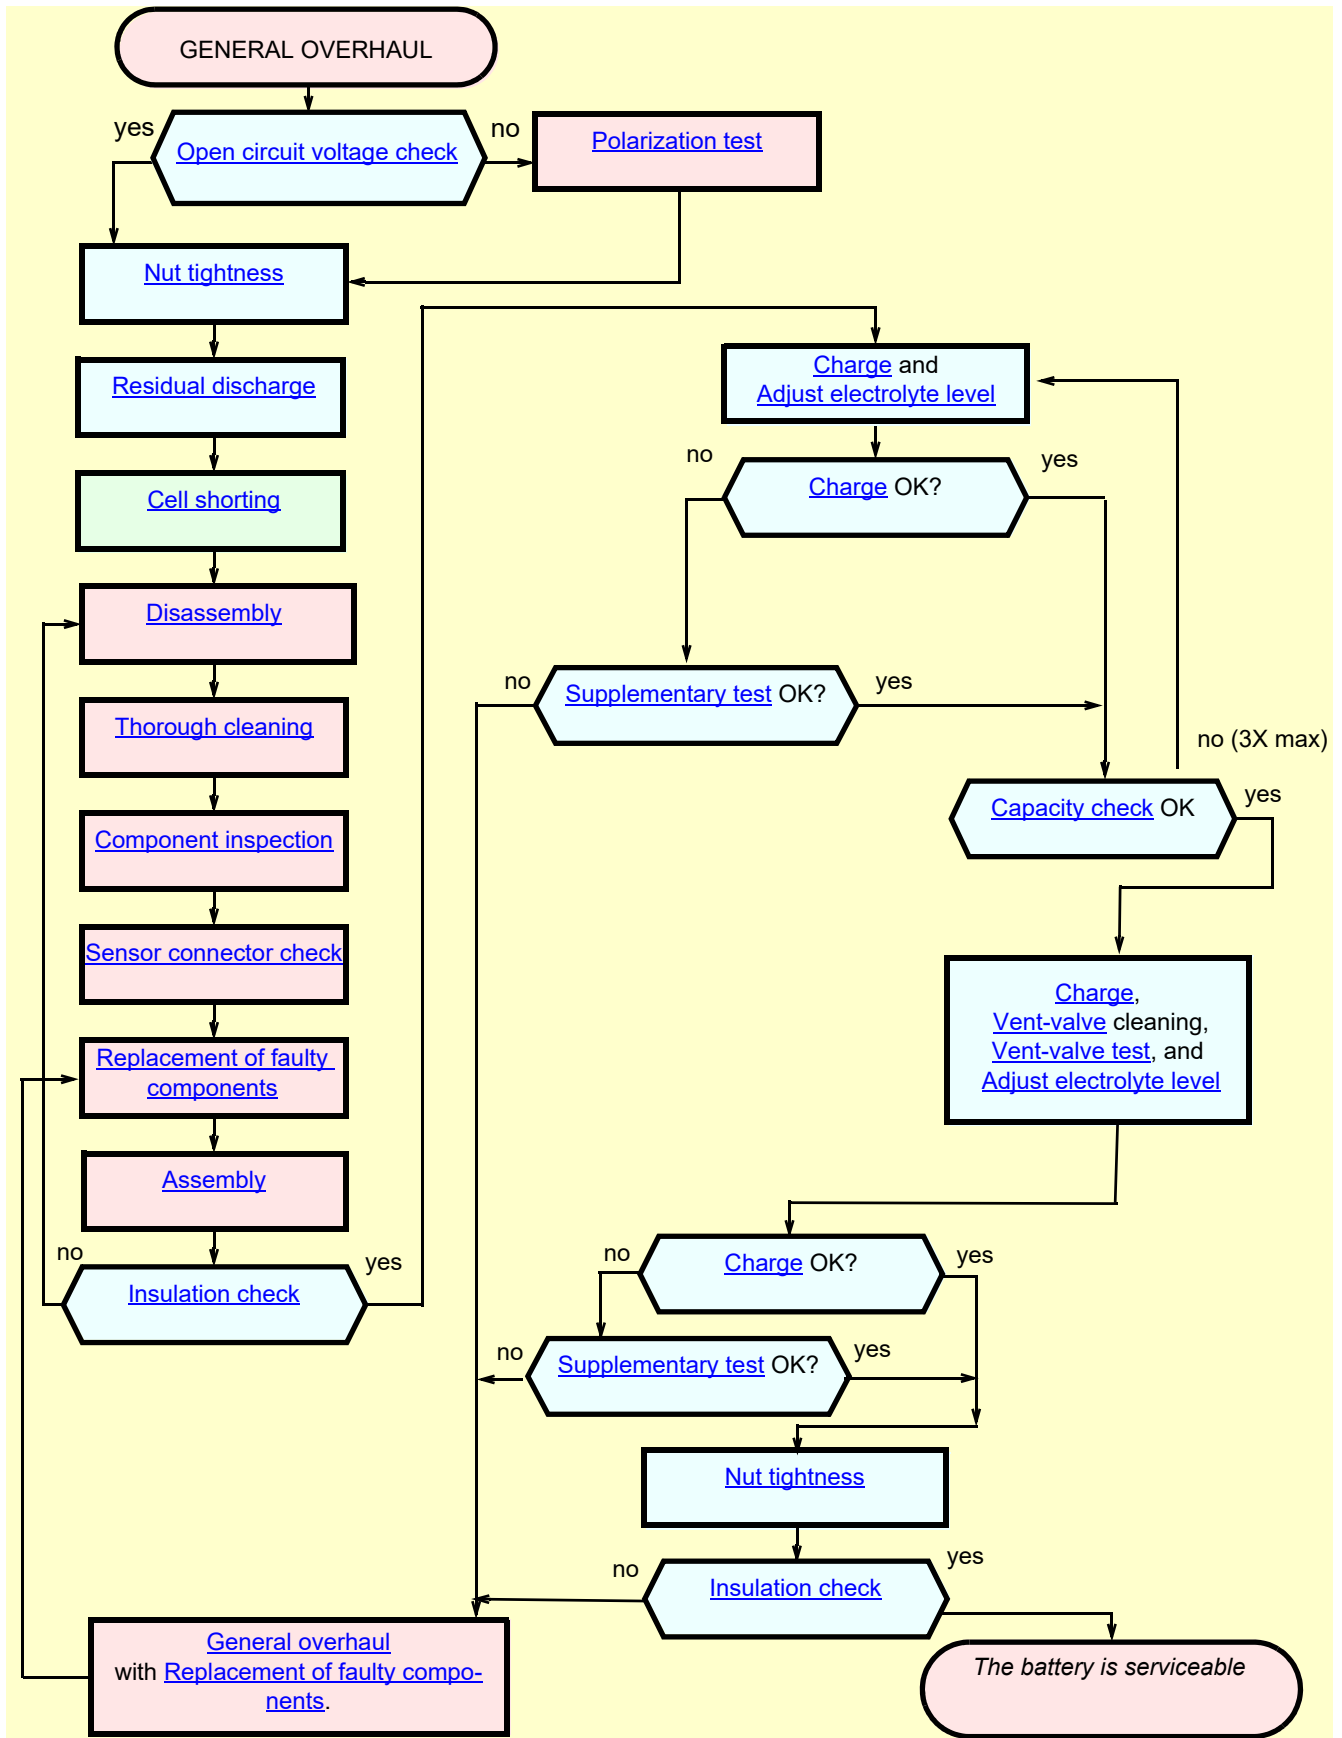 GENERAL OVERHAUL
yes
no
Open circuit voltage check
Polarization test
Nut tightness
Residual discharge
Cell shorting
Disassembly
Thorough cleaning
Component inspection
Sensor connector check
Replacement of faulty
components
Assembly
no
yes
Insulation check
Charge and
Adjust electrolyte level
no
yes
Charge OK?
no
yes
Supplementary test OK?
no (3X max)
yes
Capacity check OK
Charge,
Vent-valve cleaning,
Vent-valve test, and
Adjust electrolyte level
no
yes
Charge OK?
no
yes
Supplementary test OK?
Nut tightness
no
yes
Insulation check
General overhaul
with Replacement of faulty compo-
nents.
The battery is serviceable